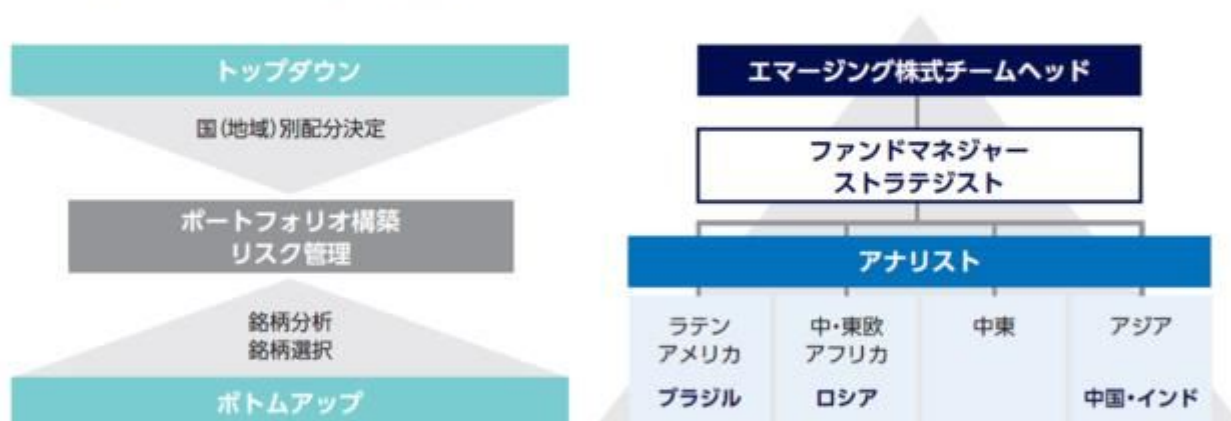 トップダウン
国(地域)別配分決定
ポートフォリオ構築
リスク管理
銘柄分析
銘柄選択
ボトムアップ
エマージング株式チームヘッド
ファンドマネジャー
ストラテジスト
アナリスト
ラテン
アメリカ
ブラジル
中・東欧
アフリカ
ロシア
中東
アジア
中国・インド